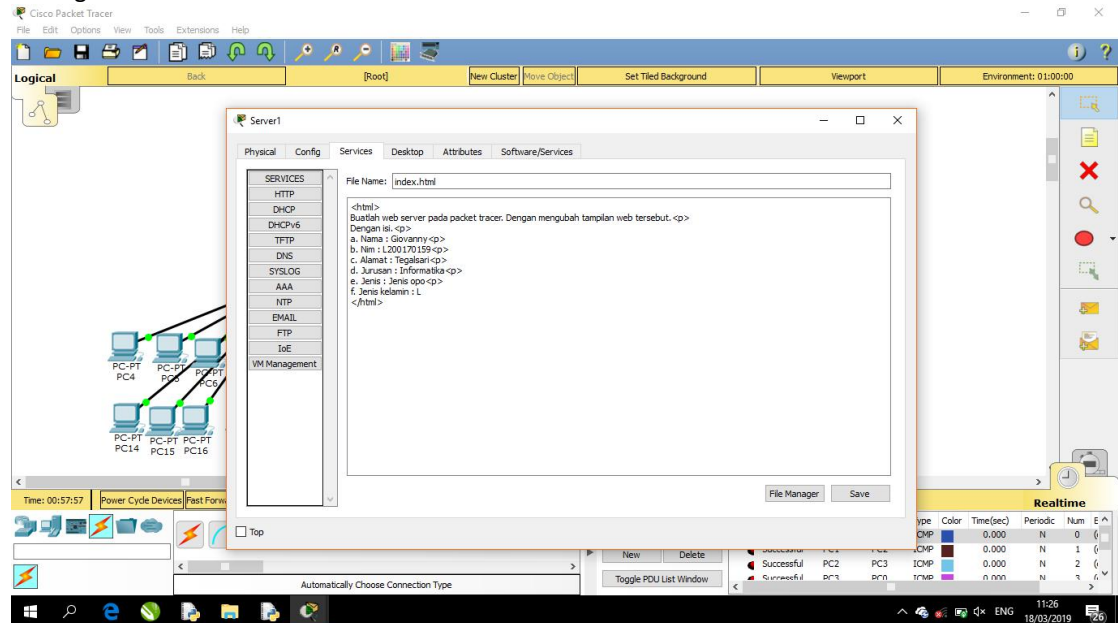 Cisco Packet Tracer
File Edit Options View Tools Extensions Help
Logical Back [Root] New Cluster Move Object Set Tiled Background Viewport Environment: 01:00:00
Server1
Physical Config Services Desktop Attributes Software/Services
SERVICES
HTTP
DHCP
DHCPv6
TFTP
DNS
SYSLOG
AAA
NTP
EMAIL
FTP
IoE
VM Management
File Name: index.html
<html>
Buatlah web server pada packet tracer. Dengan mengubah tampilan web tersebut. <p>
Dengan isi. <p>
a. Nama : Giovanny<p>
b. Nim : L200170159<p>
c. Alamat : Tegalsari<p>
d. Jurusan : Informatika<p>
e. Jenis : Jenis opo<p>
f. Jenis kelamin : L
</html>
File Manager Save
Top
PC-PT PC-PT PC-PT
PC4 PC5 PC6
PC-PT PC-PT PC-PT
PC14 PC15 PC16
Time: 00:57:57 Power Cycle Devices Fast Forw
Realtime
Color Time(sec) Periodic Num
0.000 N 0
New Delete Successful PC1 PC2 ICMP 0.000 N 1
Successful PC2 PC3 ICMP 0.000 N 2
Toggle PDU List Window Successful PC3 PC0 ICMP 0.000 N 3
Automatically Choose Connection Type
ENG 11:26
18/03/2019 26